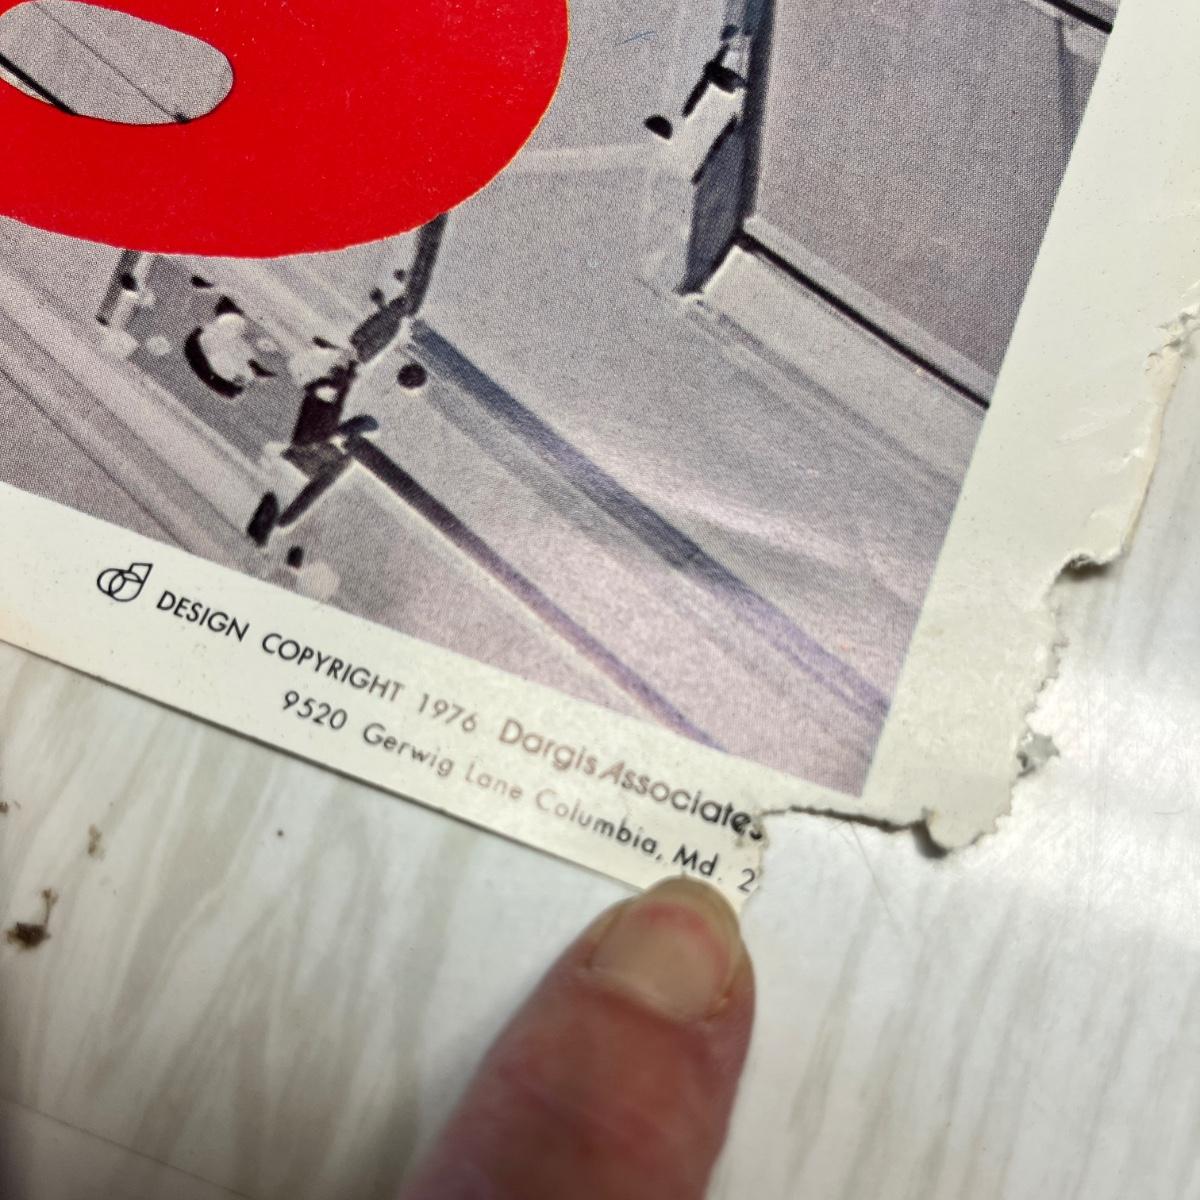 DESIGN COPYRIGHT 1976 Dargis Associates
9520 Gerwig Lane Columbia, Md. 2